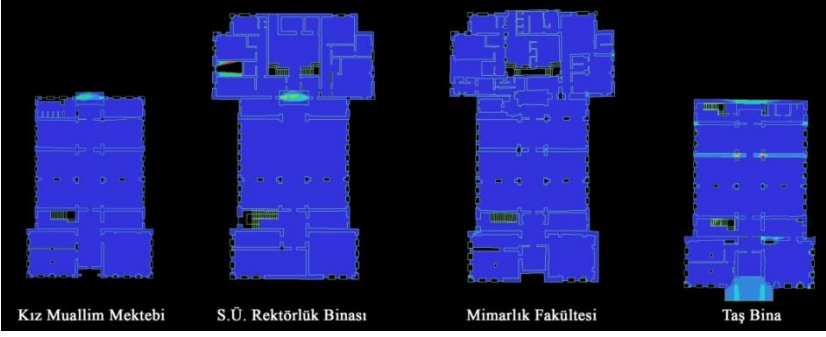 Kız Muallim Mektebi
S.Ü. Rektörlük Binası
Mimarlık Fakültesi
Taş Bina